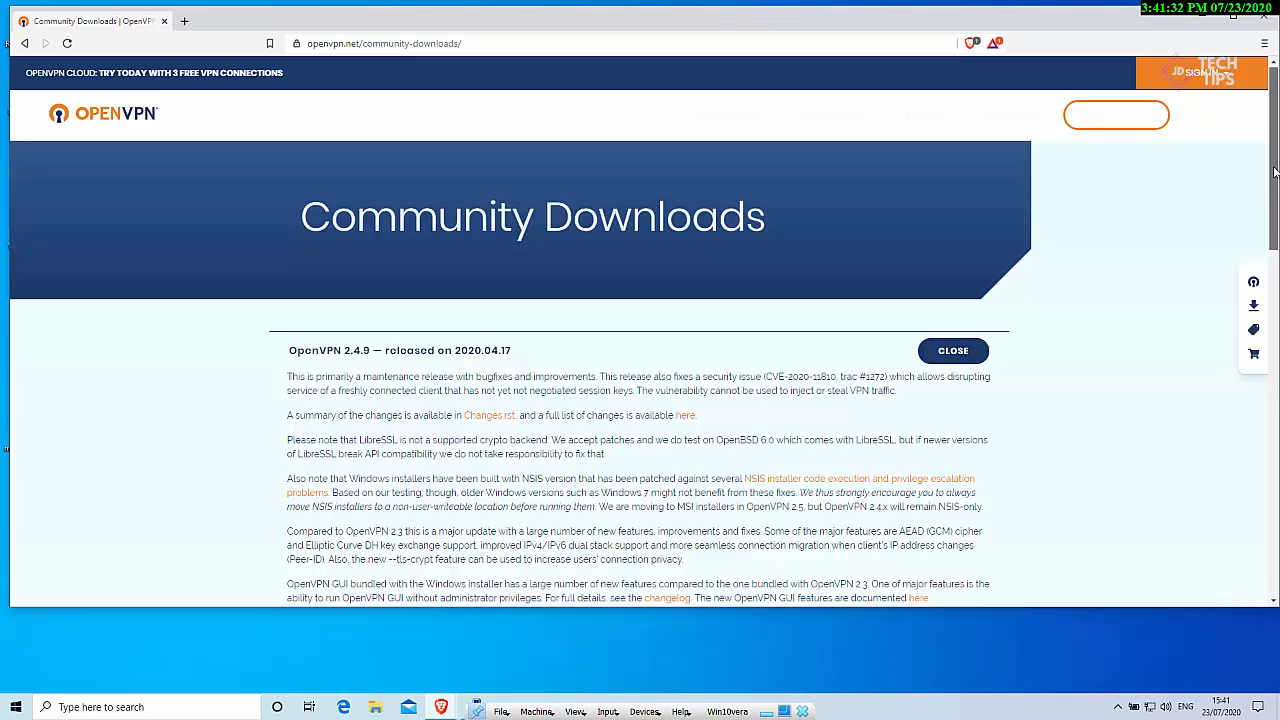 3:41:32 PM 07/23/2020
Community Downloads | OpenVP
openvpn.net/community-downloads/
OPENVPN CLOUD: TRY TODAY WITH 3 FREE VPN CONNECTIONS
SIGN IN
JD TECH TIPS
OPENVPN
Community Downloads
OpenVPN 2.4.9 — released on 2020.04.17
CLOSE
This is primarily a maintenance release with bugfixes and improvements. This release also fixes a security issue (CVE-2020-11810, trac #1272) which allows disrupting
service of a freshly connected client that has not yet not negotiated session keys. The vulnerability cannot be used to inject or steal VPN traffic.
A summary of the changes is available in Changes.rst, and a full list of changes is available here.
Please note that LibreSSL is not a supported crypto backend. We accept patches and we do test on OpenBSD 6.0 which comes with LibreSSL, but if newer versions
of LibreSSL break API compatibility we do not take responsibility to fix that.
Also note that Windows installers have been built with NSIS version that has been patched against several NSIS installer code execution and privilege escalation
problems. Based on our testing, though, older Windows versions such as Windows 7 might not benefit from these fixes. We thus strongly encourage you to always
move NSIS installers to a non-user-writeable location before running them. We are moving to MSI installers in OpenVPN 2.5, but OpenVPN 2.4.x will remain NSIS-only.
Compared to OpenVPN 2.3 this is a major update with a large number of new features, improvements and fixes. Some of the major features are AEAD (GCM) cipher
and Elliptic Curve DH key exchange support, improved IPv4/IPv6 dual stack support and more seamless connection migration when client's IP address changes
(Peer-ID). Also, the new --tls-crypt feature can be used to increase users' connection privacy.
OpenVPN GUI bundled with the Windows installer has a large number of new features compared to the one bundled with OpenVPN 2.3. One of major features is the
ability to run OpenVPN GUI without administrator privileges. For full details, see the changelog. The new OpenVPN GUI features are documented here.
Type here to search
File Machine View Input Devices Help Win10vera
ENG
15:41
23/07/2020